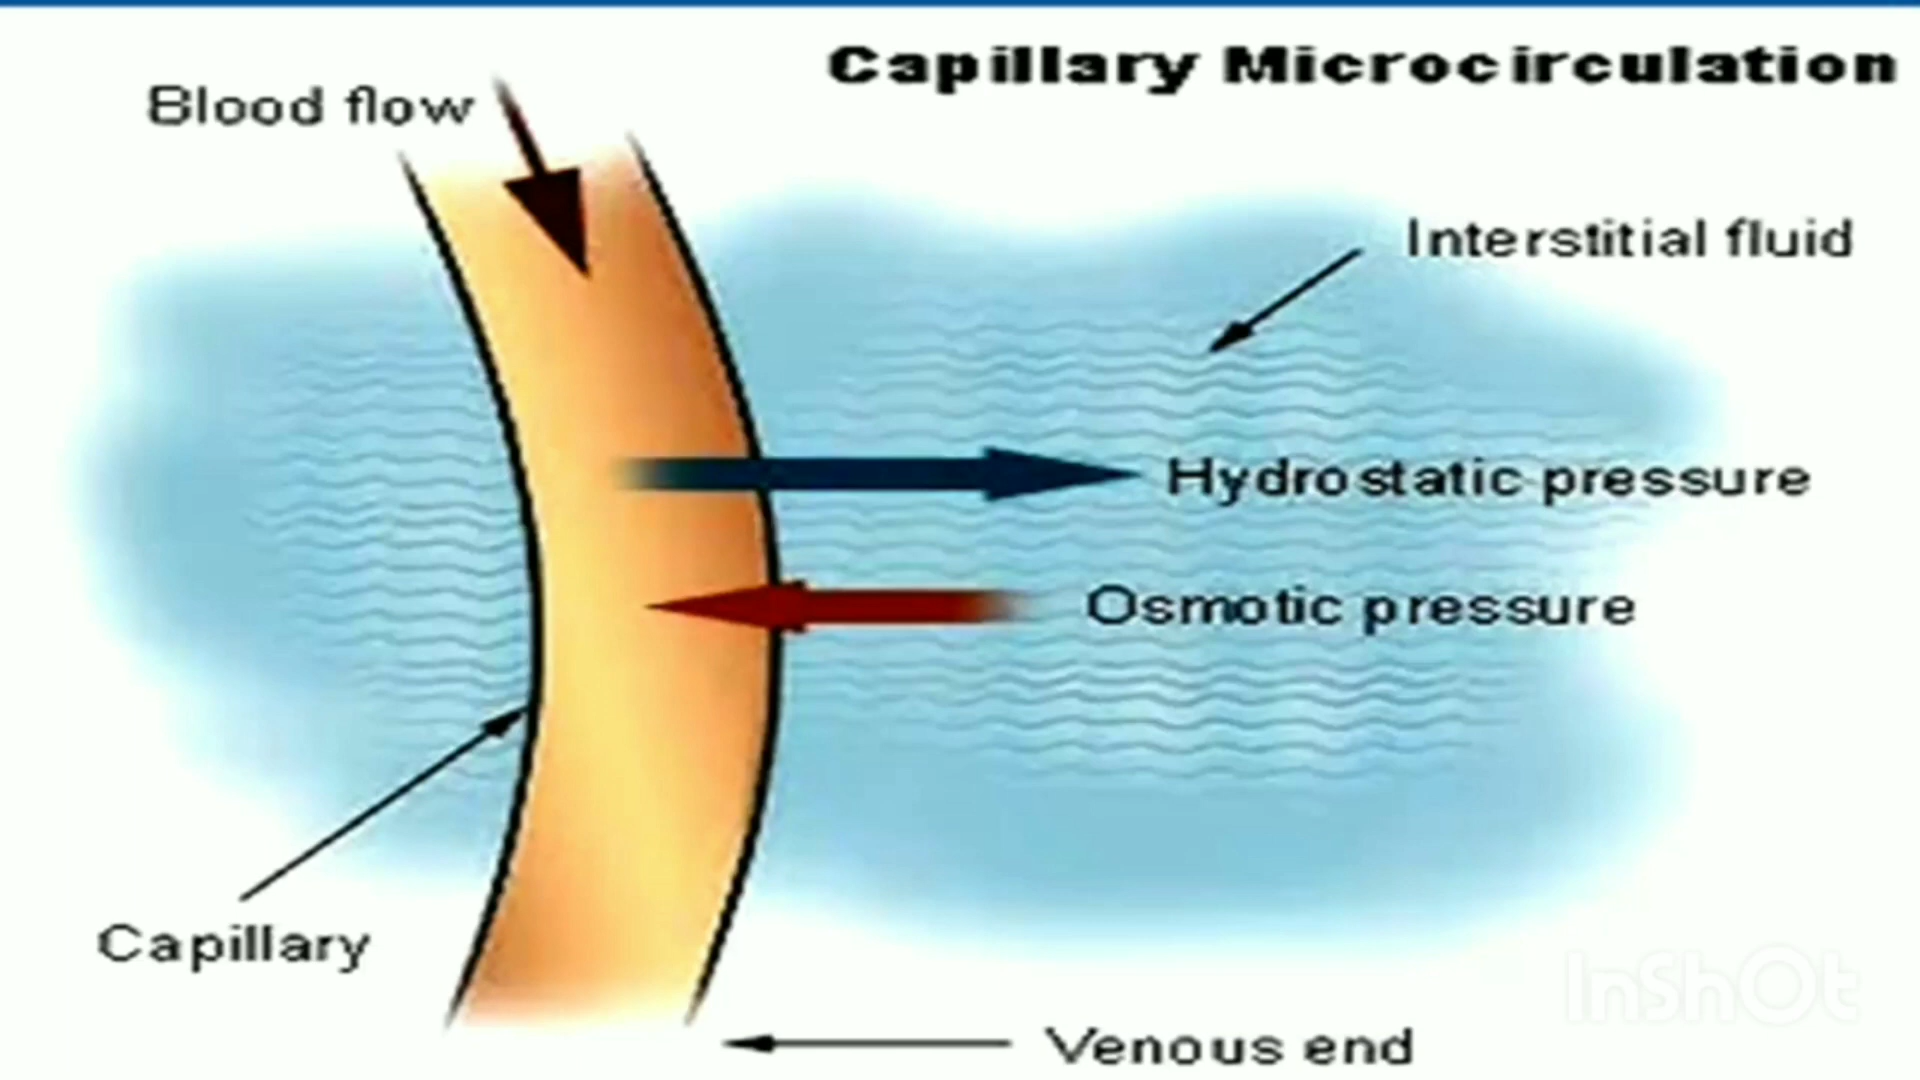 Capillary Microcirculation
Blood flow
Interstitial fluid
Hydrostatic pressure
Osmotic pressure
Capillary
InShOt
Venous end